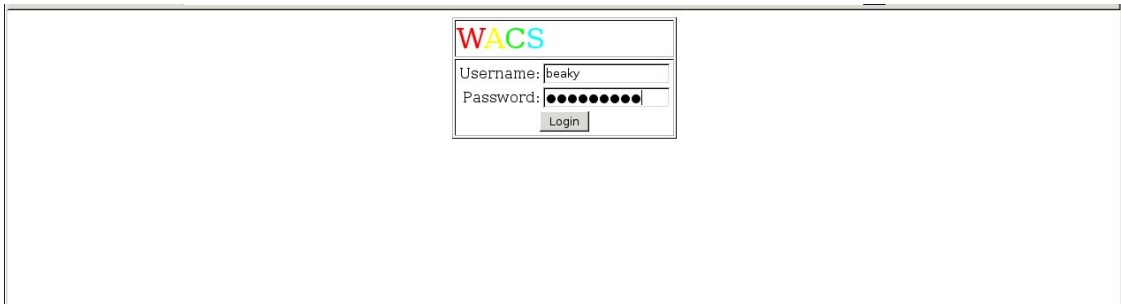 WACS
Username: beaky
Password: ●●●●●●●●●
Login